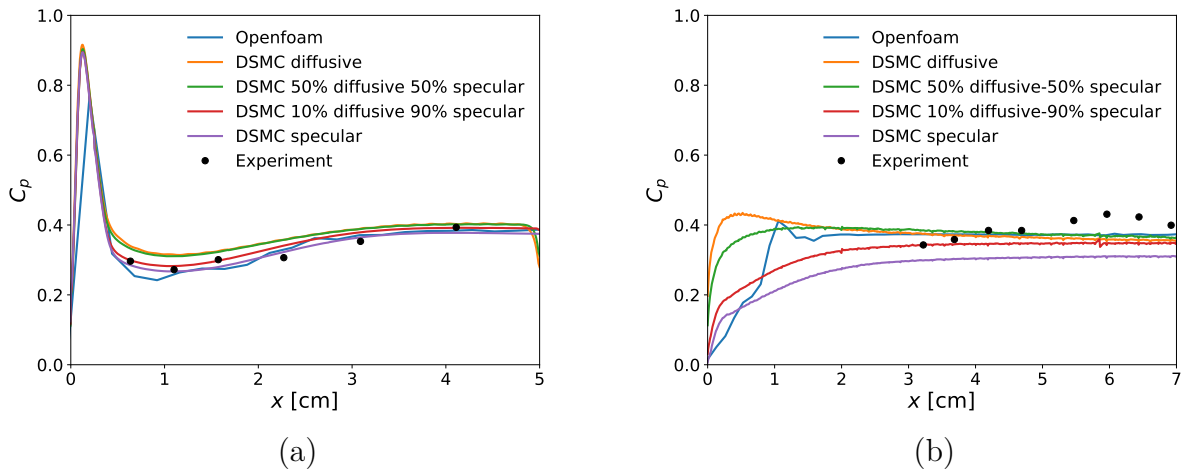 1.0
0.8
0.6
0.4
0.2
0.0
C_p
0 1 2 3 4 5
x [cm]
Openfoam
DSMC diffusive
DSMC 50% diffusive 50% specular
DSMC 10% diffusive 90% specular
DSMC specular
Experiment
(a)
1.0
0.8
0.6
0.4
0.2
0.0
C_p
0 1 2 3 4 5 6 7
x [cm]
Openfoam
DSMC diffusive
DSMC 50% diffusive-50% specular
DSMC 10% diffusive-90% specular
DSMC specular
Experiment
(b)